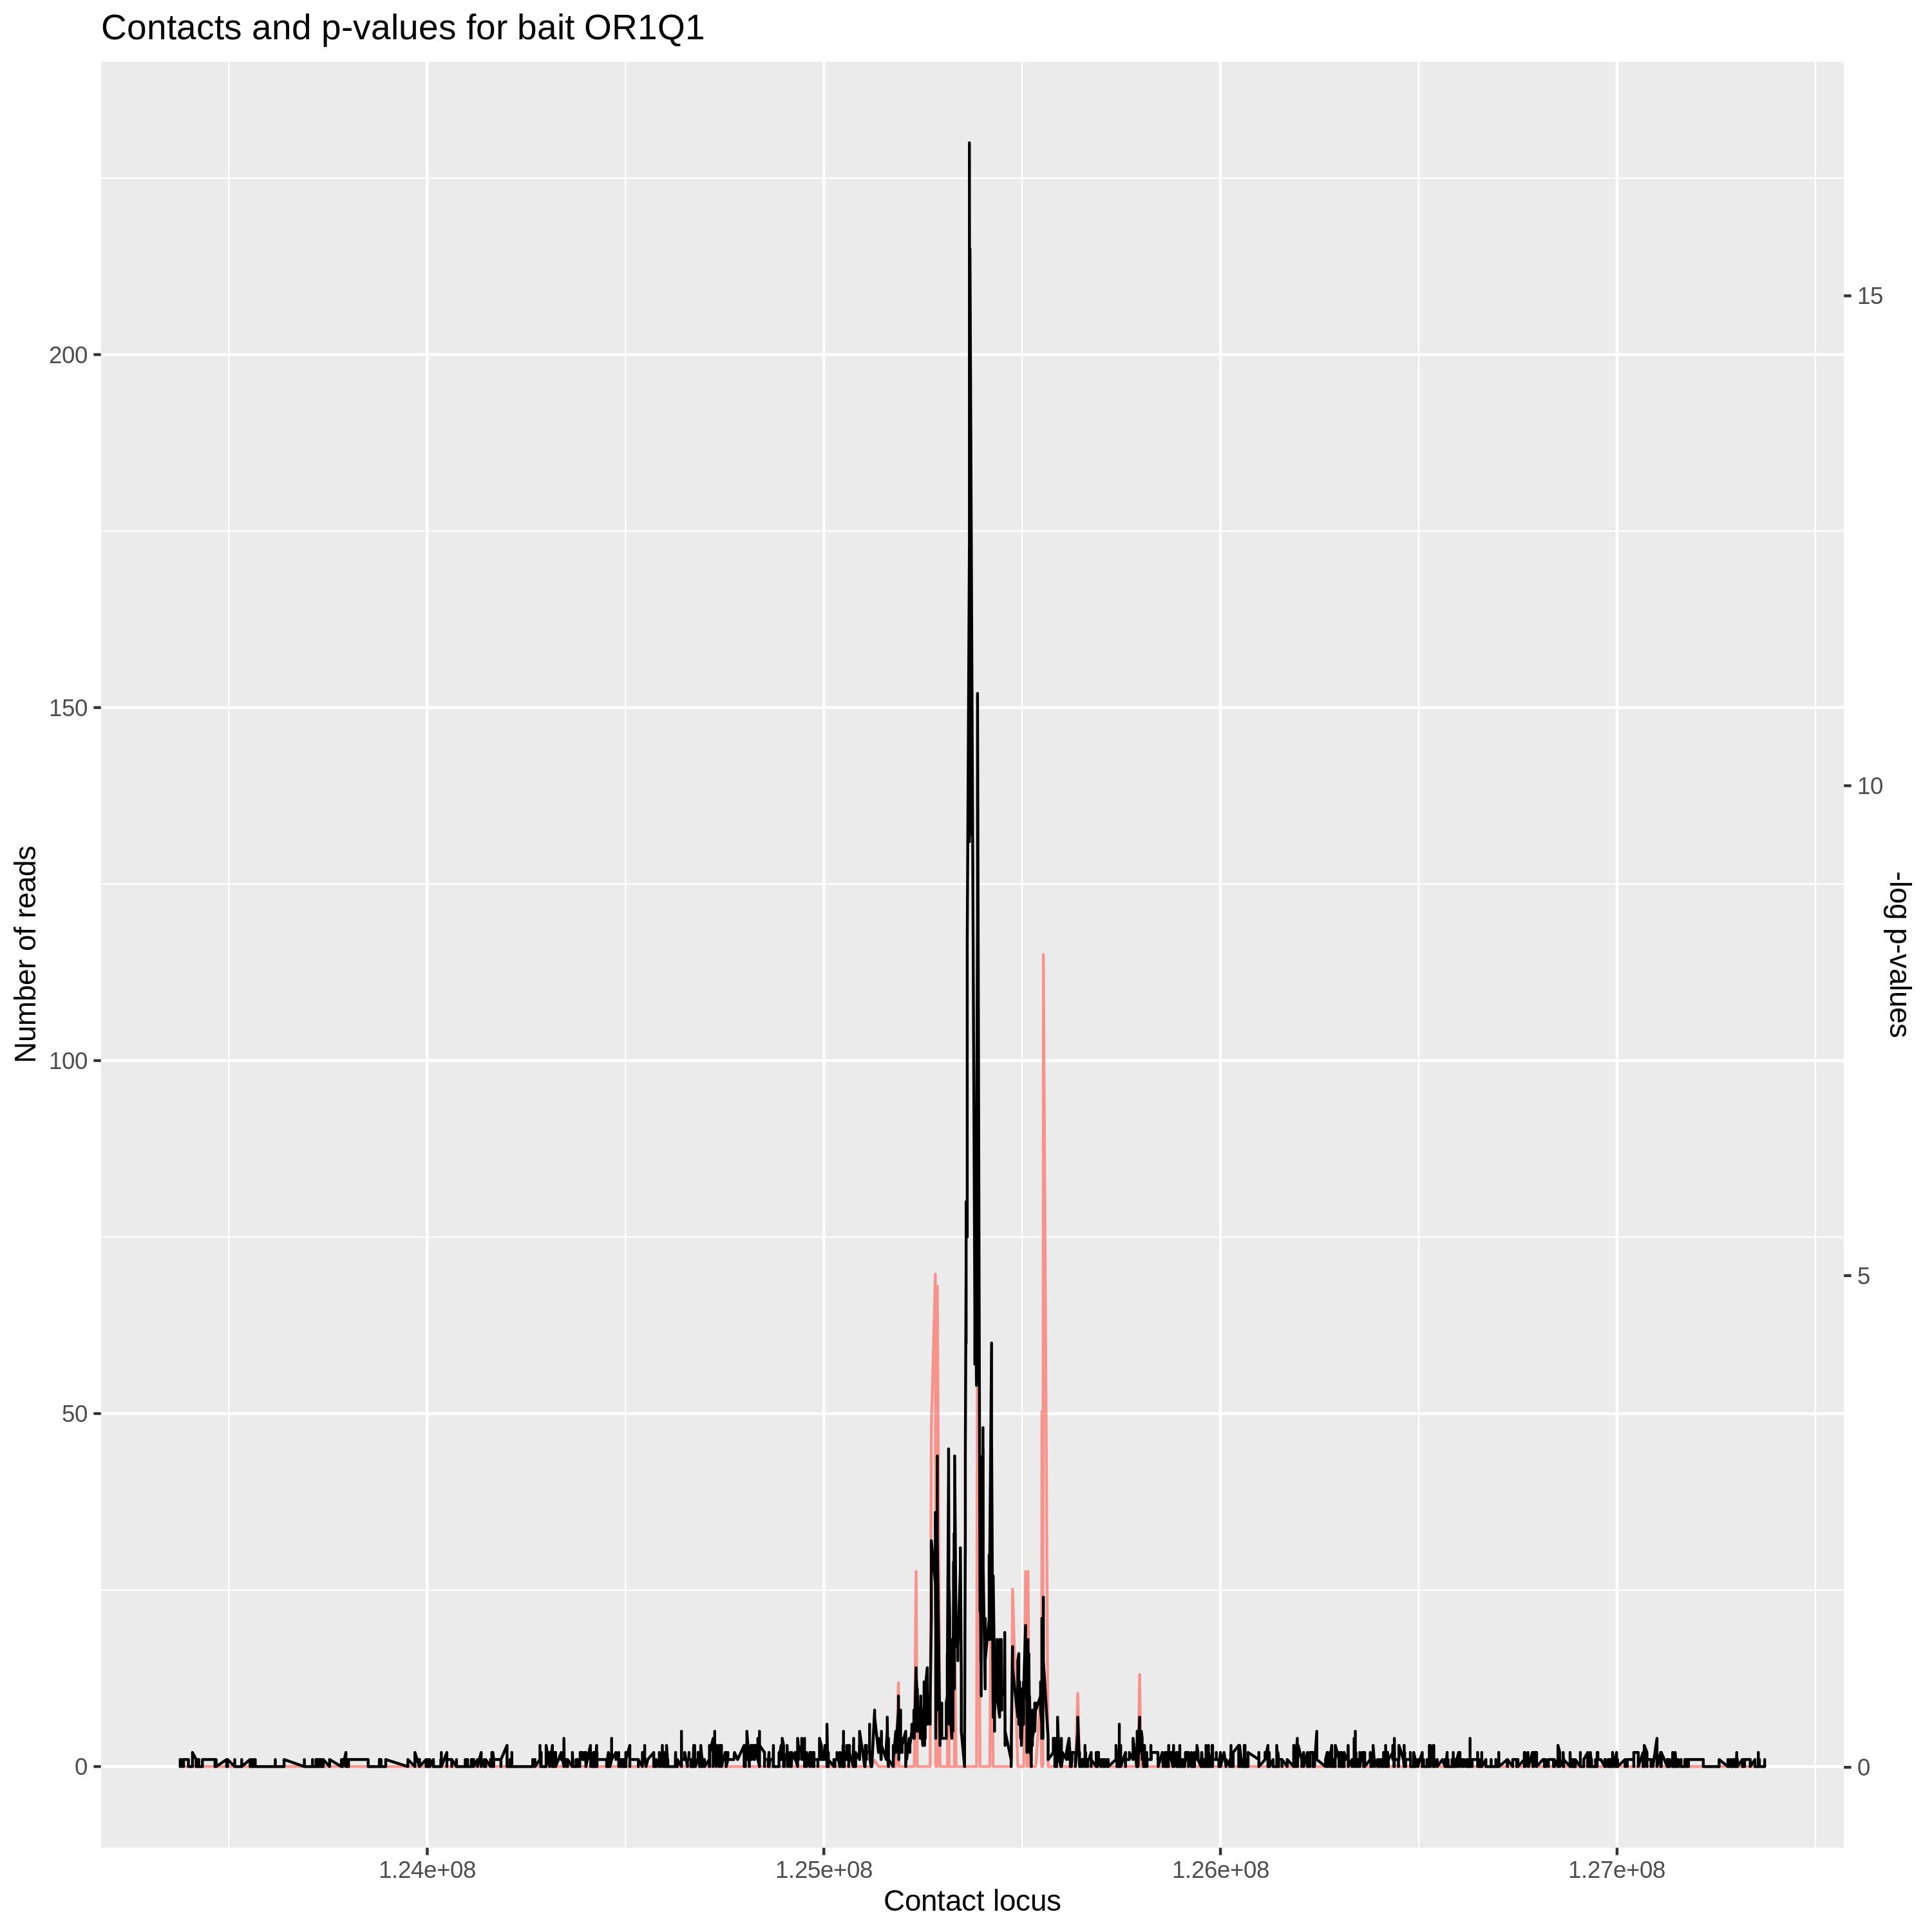 Contacts and p-values for bait OR1Q1
Number of reads
200
150
100
50
0
15
10
5
0
-log p-values
1.24e+08 1.25e+08 1.26e+08 1.27e+08
Contact locus